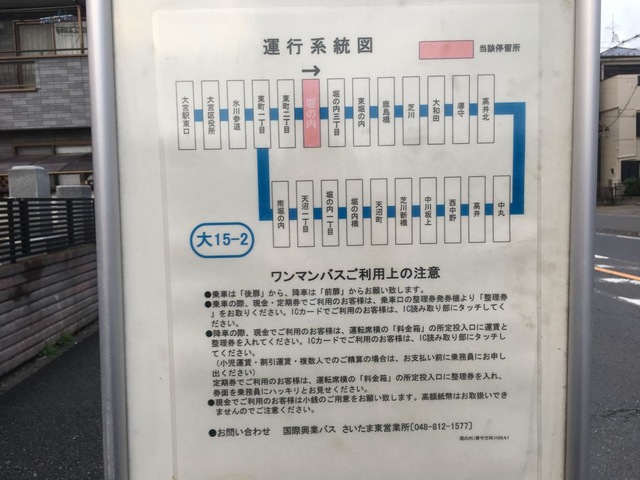 運行系統図
当該停留所
→
大宮駅東口
大宮区役所
氷川参道
東町一丁目
東町二丁目
堀の内
堀の内三丁目
東堀の内
鹿島橋
芝川
大和田
導守
高井北
南堀の内
天沼一丁目
堀の内一丁目
堀の内橋
天沼町
芝川新橋
中川坂上
西中野
高井
中丸
大15-2
ワンマンバスご利用上の注意
●乗車は「後扉」から、降車は「前扉」からお願い致します。
●乗車の際、現金・定期券でご利用のお客様は、乗車口の整理券発券機より「整理券
」をお取りください。ICカードでご利用のお客様は、IC読み取り部にタッチしてく
ださい。
●降車の際、現金でご利用のお客様は、運転席横の「料金箱」の所定投入口に運賃と
整理券を入れてください。ICカードでご利用のお客様は、IC読み取り部にタッチし
てください。
(小児運賃・割引運賃・複数人でのご精算の場合は、お支払い前に乗務員にお申し
出ください)
定期券でご利用のお客様は、運転席横の「料金箱」の所定投入口に整理券を入れ、
券面を乗務員にハッキリとお見せください。
●現金でご利用のお客様は小銭のご用意をお願い致します。高額紙幣はお取扱いでき
ませんのでご注意ください。
●お問い合わせ 国際興業バス さいたま東営業所〔048-812-1577〕